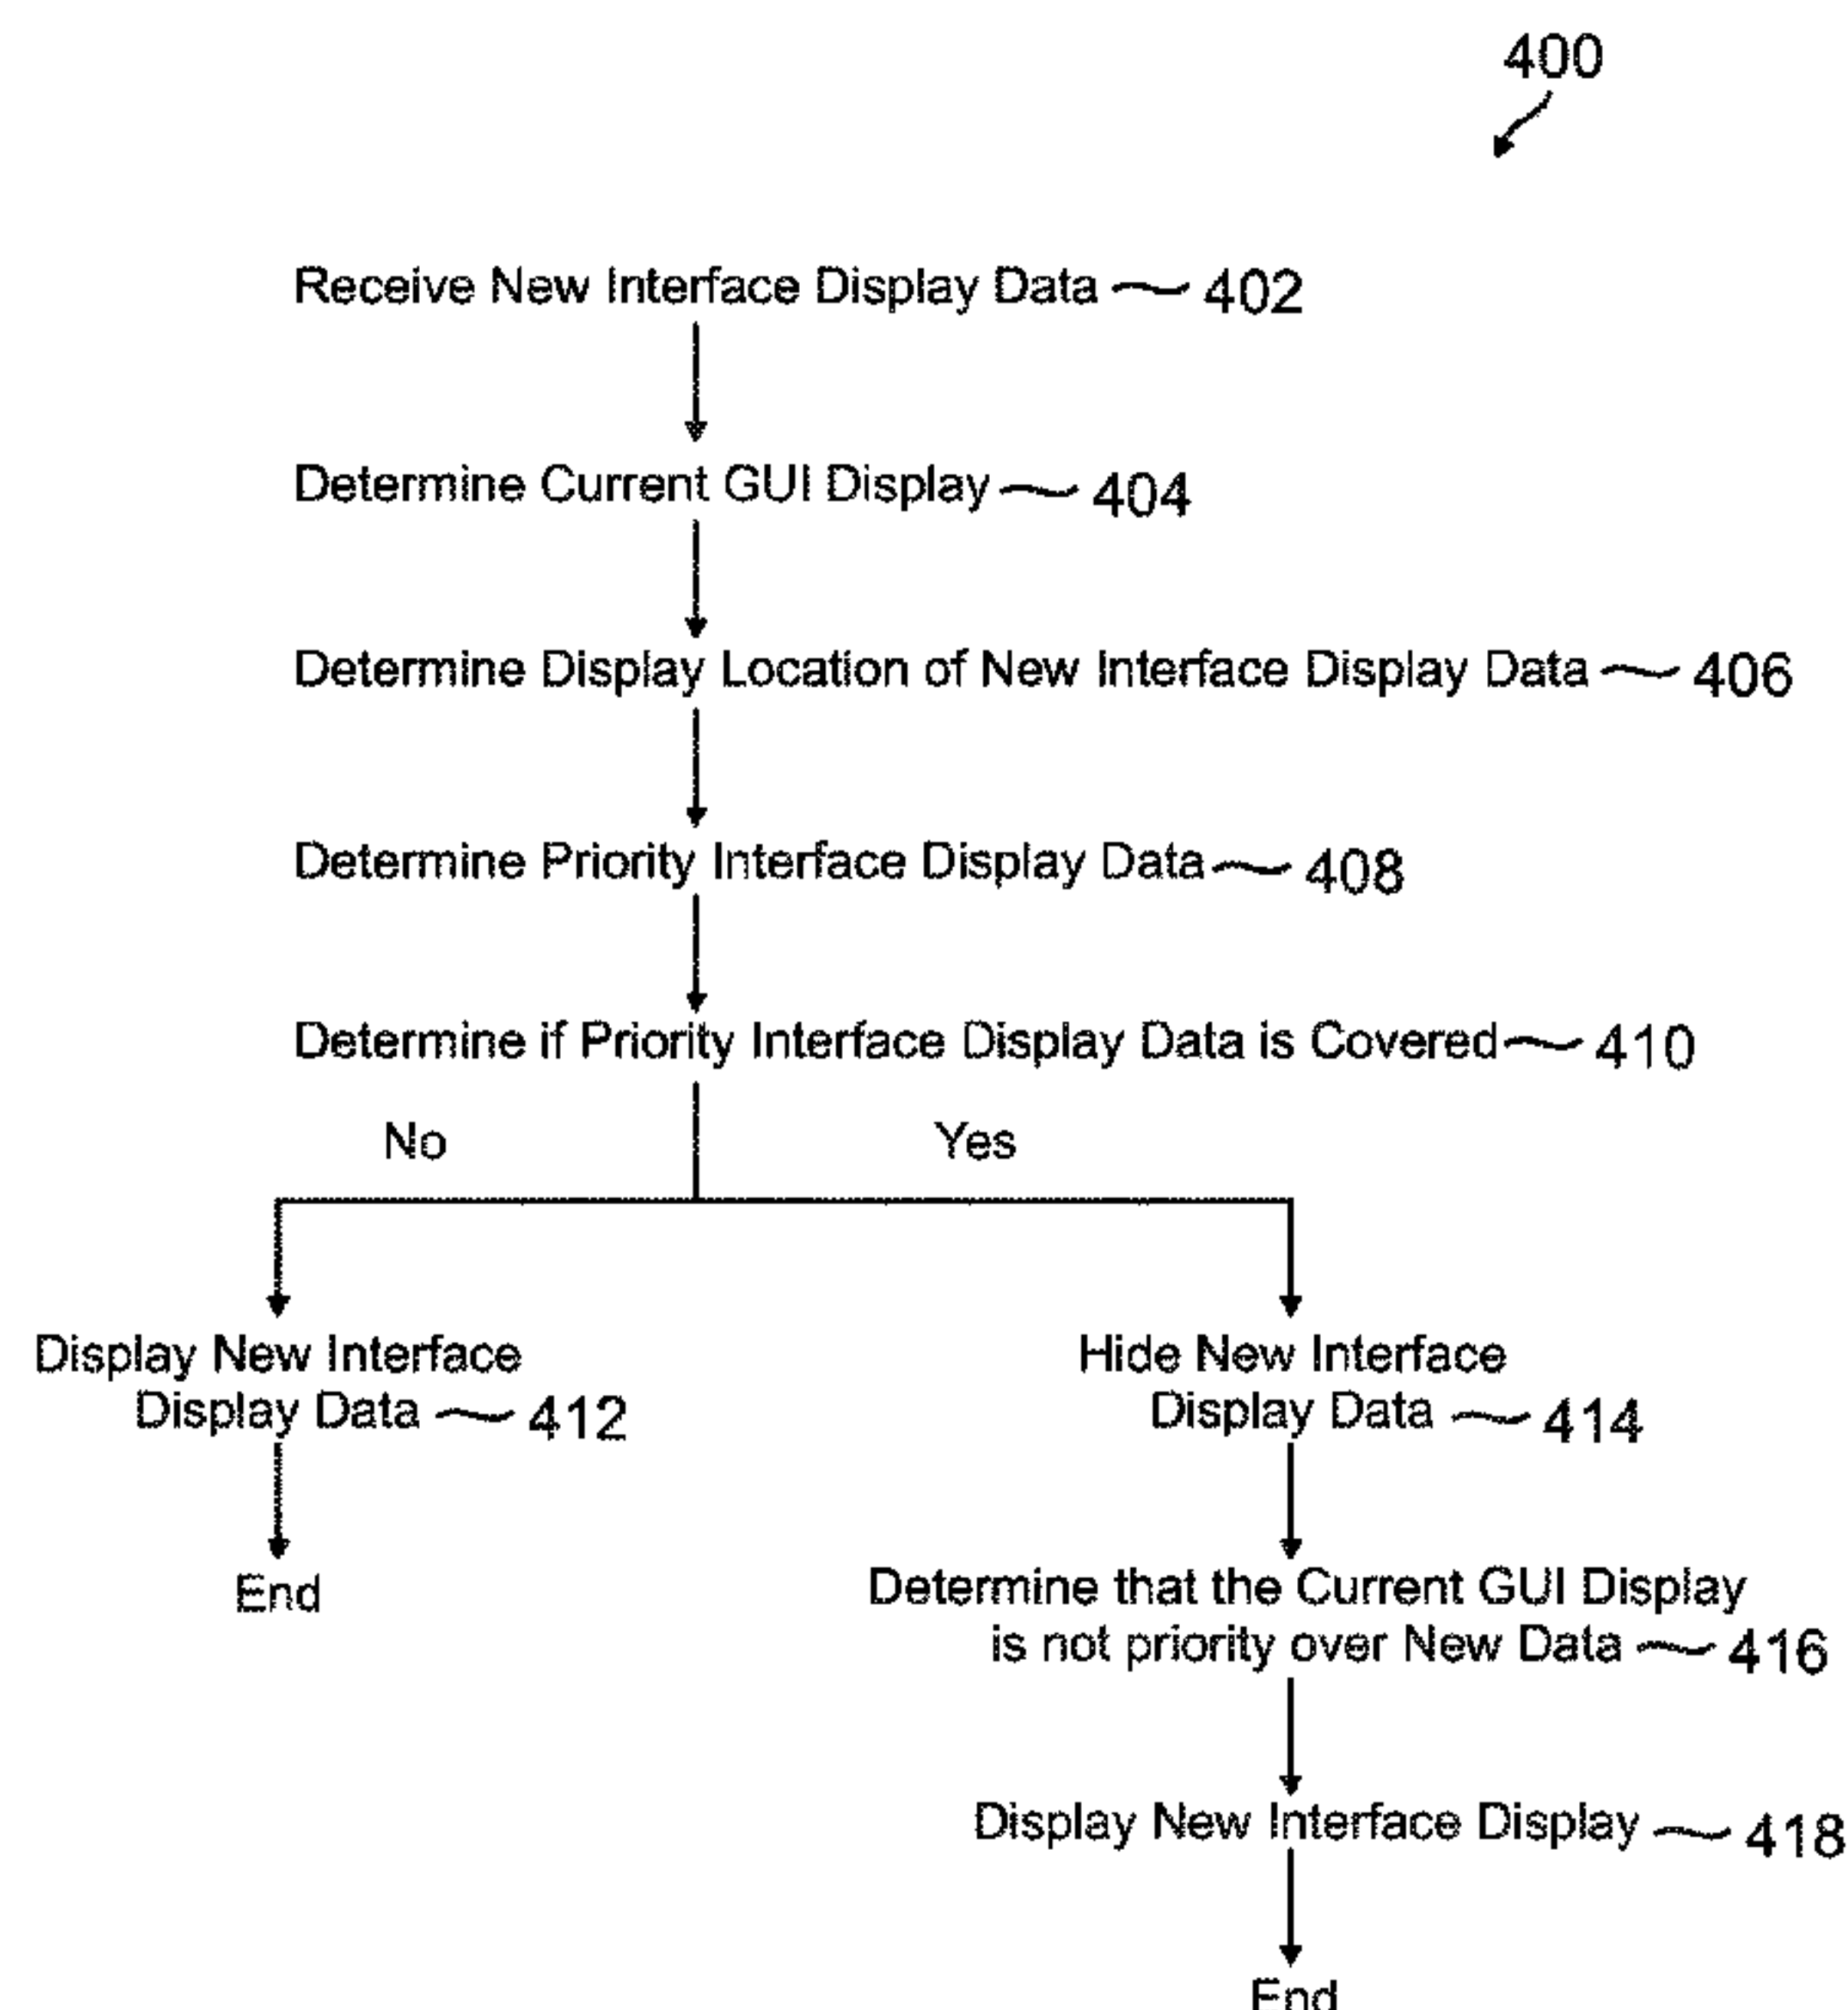 400
Receive New Interface Display Data 402
Determine Current GUI Display 404
Determine Display Location of New Interface Display Data 406
Determine Priority Interface Display Data 408
Determine if Priority Interface Display Data is Covered 410
No Yes
Display New Interface
Display Data 412
End
Hide New Interface
Display Data 414
Determine that the Current GUI Display
is not priority over New Data 416
Display New Interface Display 418
End